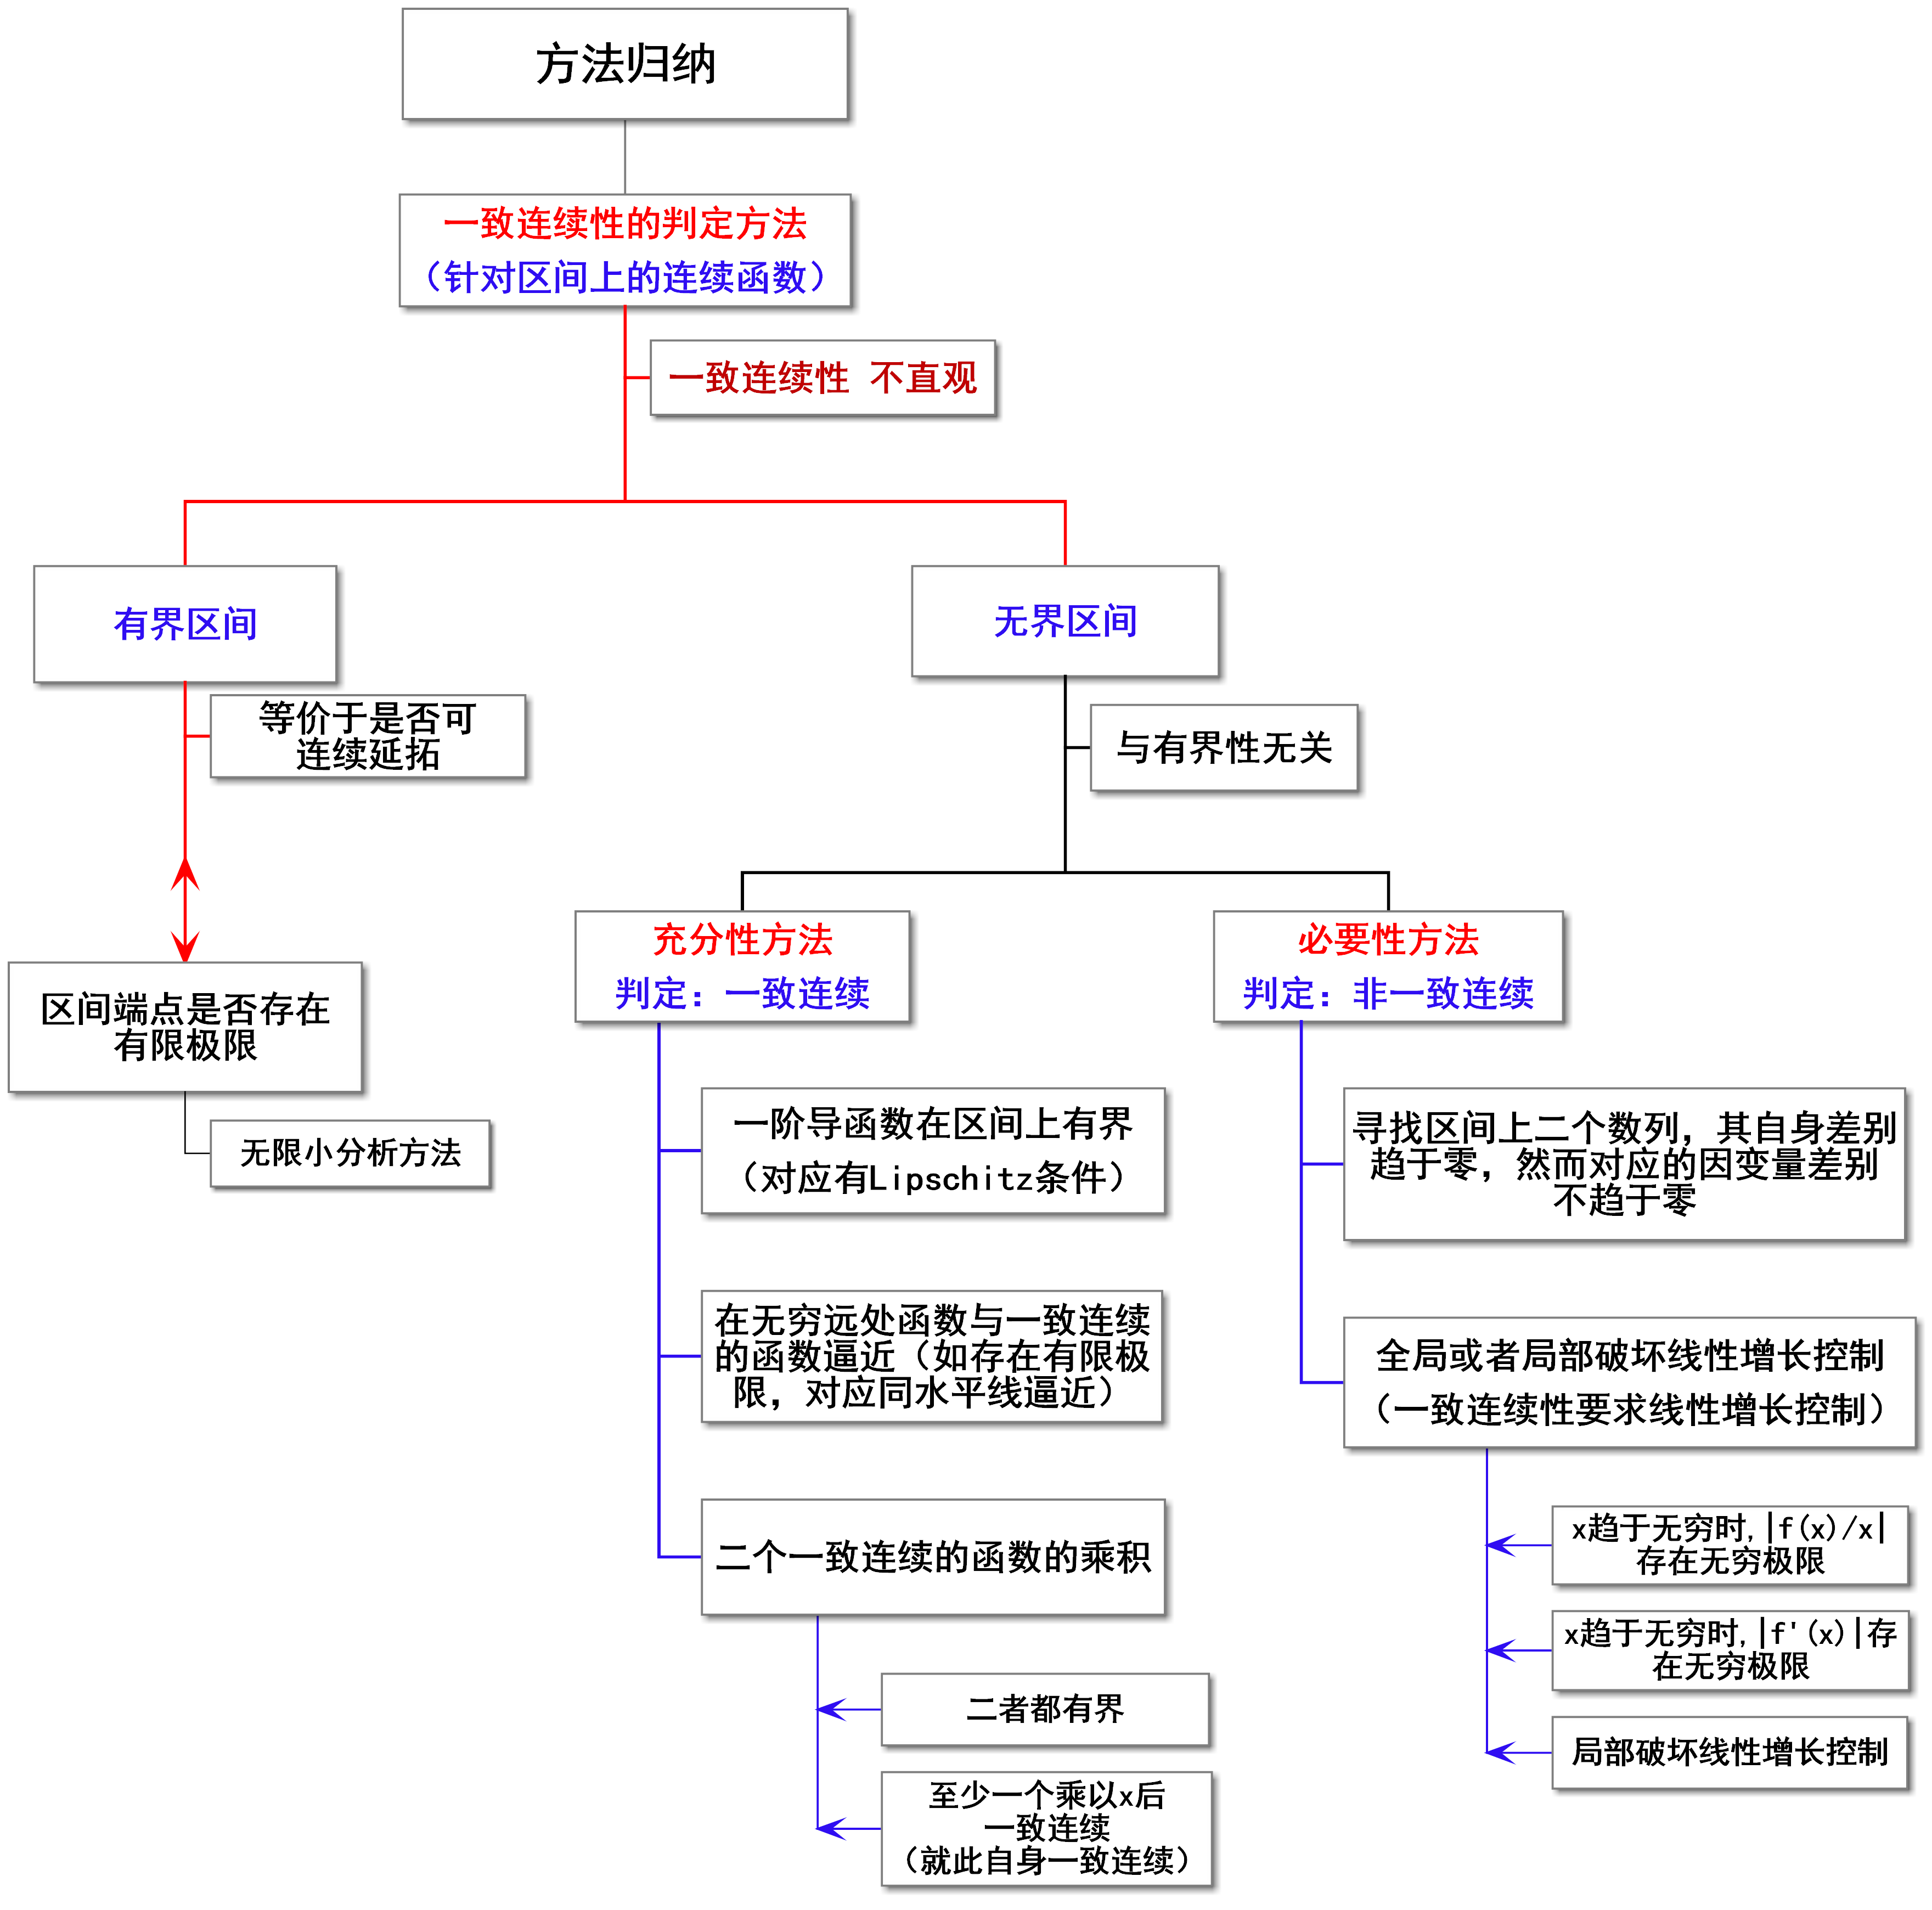 方法归纳
一致连续性的判定方法
（针对区间上的连续函数）
一致连续性 不直观
有界区间
无界区间
等价于是否可
连续延拓
与有界性无关
区间端点是否存在
有限极限
无限小分析方法
充分性方法
判定：一致连续
必要性方法
判定：非一致连续
一阶导函数在区间上有界
（对应有Lipschitz条件）
在无穷远处函数与一致连续
的函数逼近（如存在有限极
限，对应同水平线逼近）
二个一致连续的函数的乘积
二者都有界
至少一个乘以x后
一致连续
（就此自身一致连续）
寻找区间上二个数列，其自身差别
趋于零，然而对应的因变量差别
不趋于零
全局或者局部破坏线性增长控制
（一致连续性要求线性增长控制）
x趋于无穷时,|f(x)/x|
存在无穷极限
x趋于无穷时,|f'(x)|存
在无穷极限
局部破坏线性增长控制